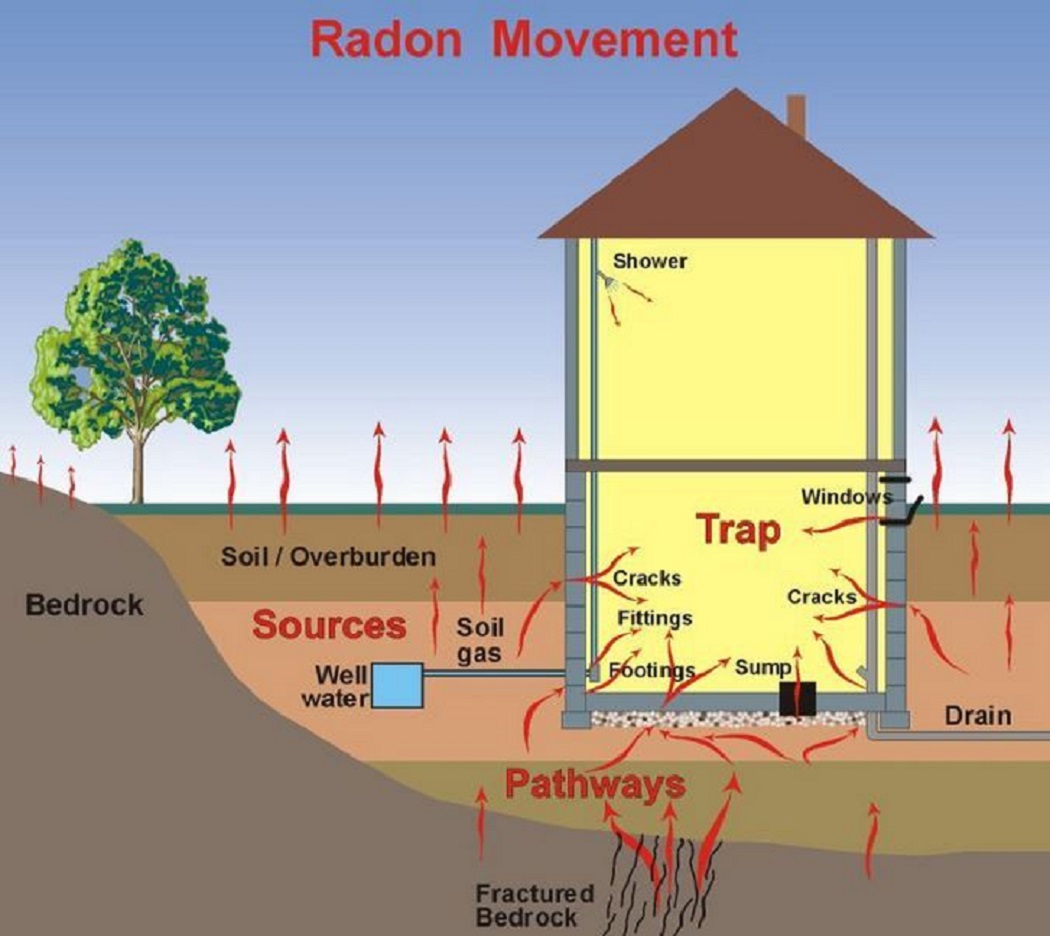 Radon Movement
Shower
Windows
Trap
Soil / Overburden
Cracks
Bedrock
Cracks
Sources
Fittings
Soil
gas
Well
water
Footings
Sump
Drain
Pathways
Fractured
Bedrock